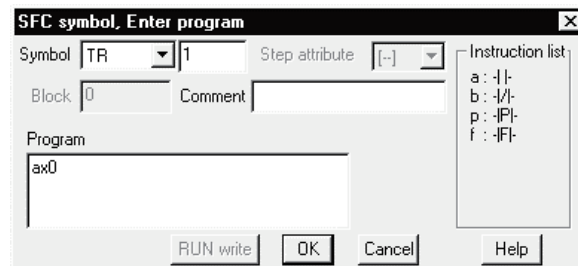 SFC symbol, Enter program
Symbol TR 1 Step attribute [--]
Block 0 Comment
Program
ax0
Instruction list
a : -| |-
b : -|/|-
p : -|P|-
f : -|F|-
RUN write OK Cancel Help